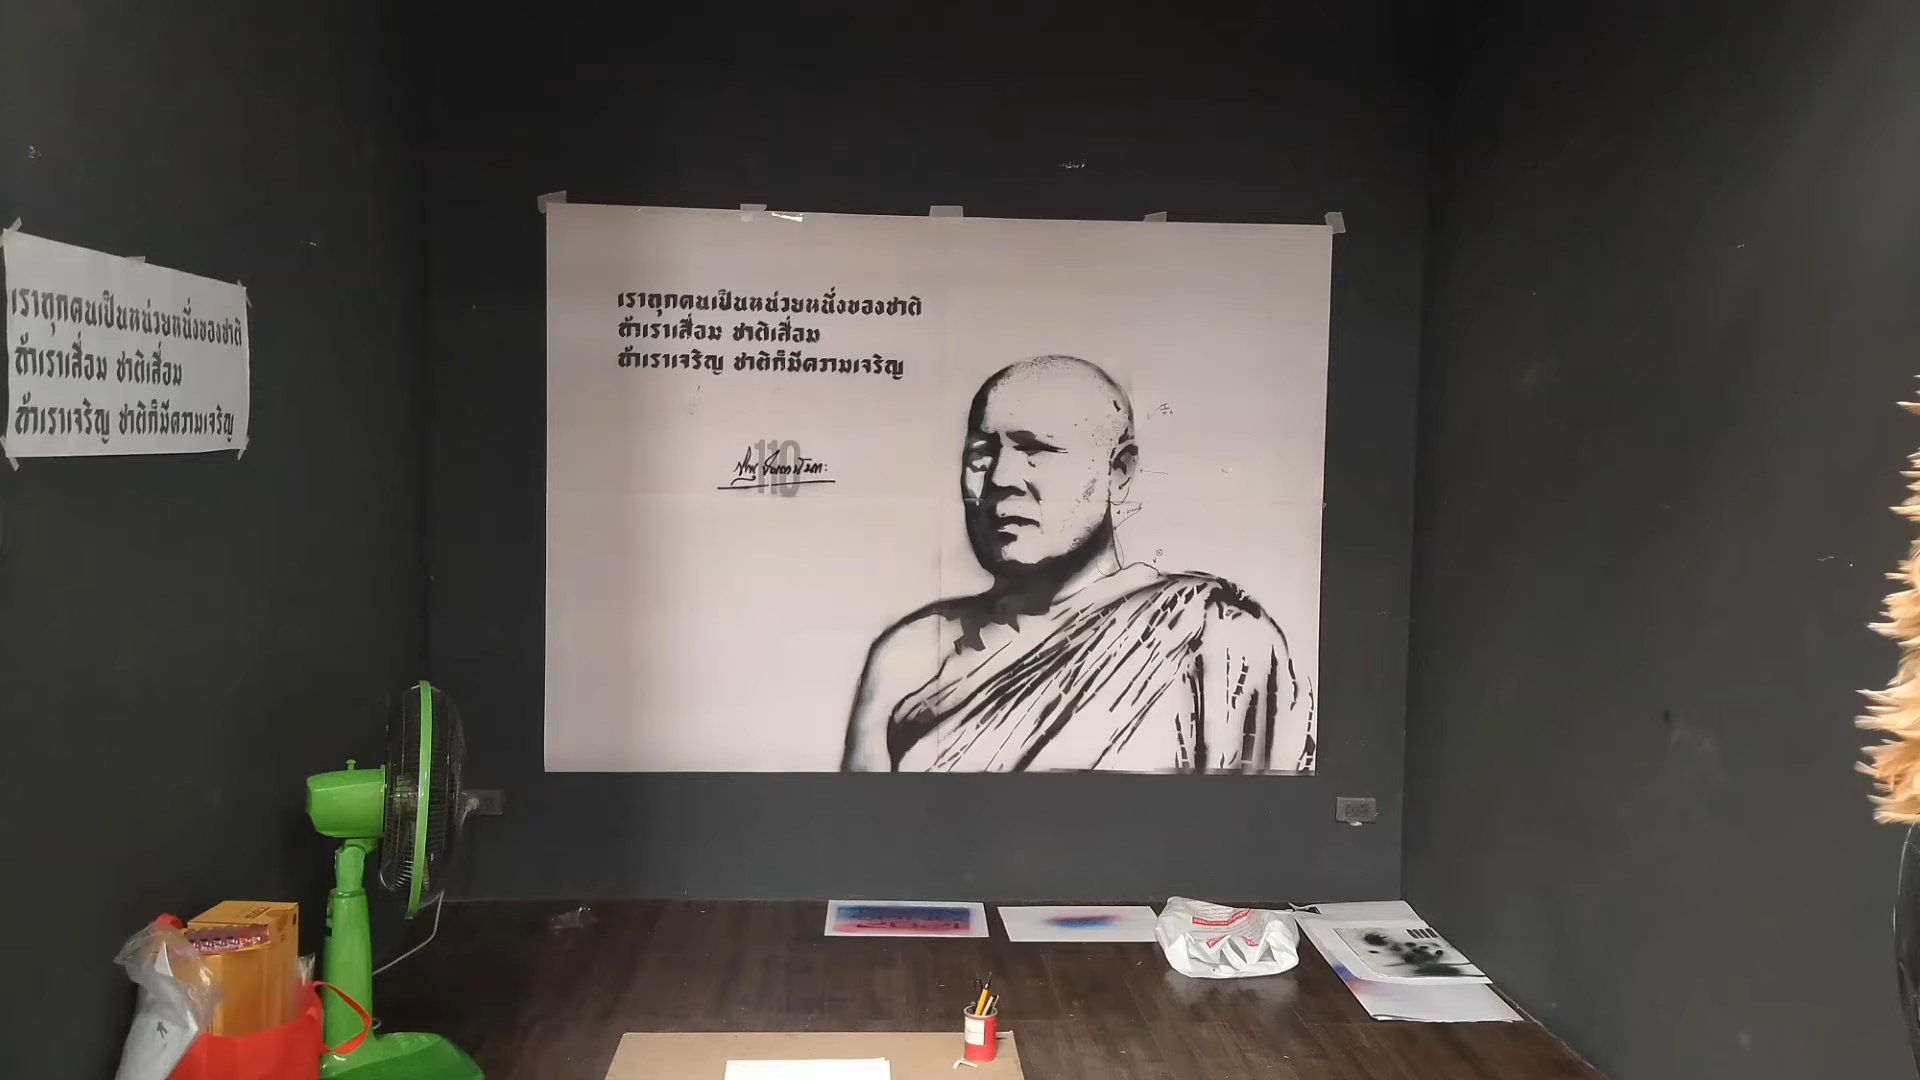 เราทุกคนเป็นหน่วยหนึ่งของชาติ
ถ้าเราเสื่อม ชาติเสื่อม
ถ้าเราเจริญ ชาติก็มีความเจริญ
เราทุกคนเป็นหน่วยหนึ่งของชาติ
ถ้าเราเสื่อม ชาติเสื่อม
ถ้าเราเจริญ ชาติก็มีความเจริญ
110